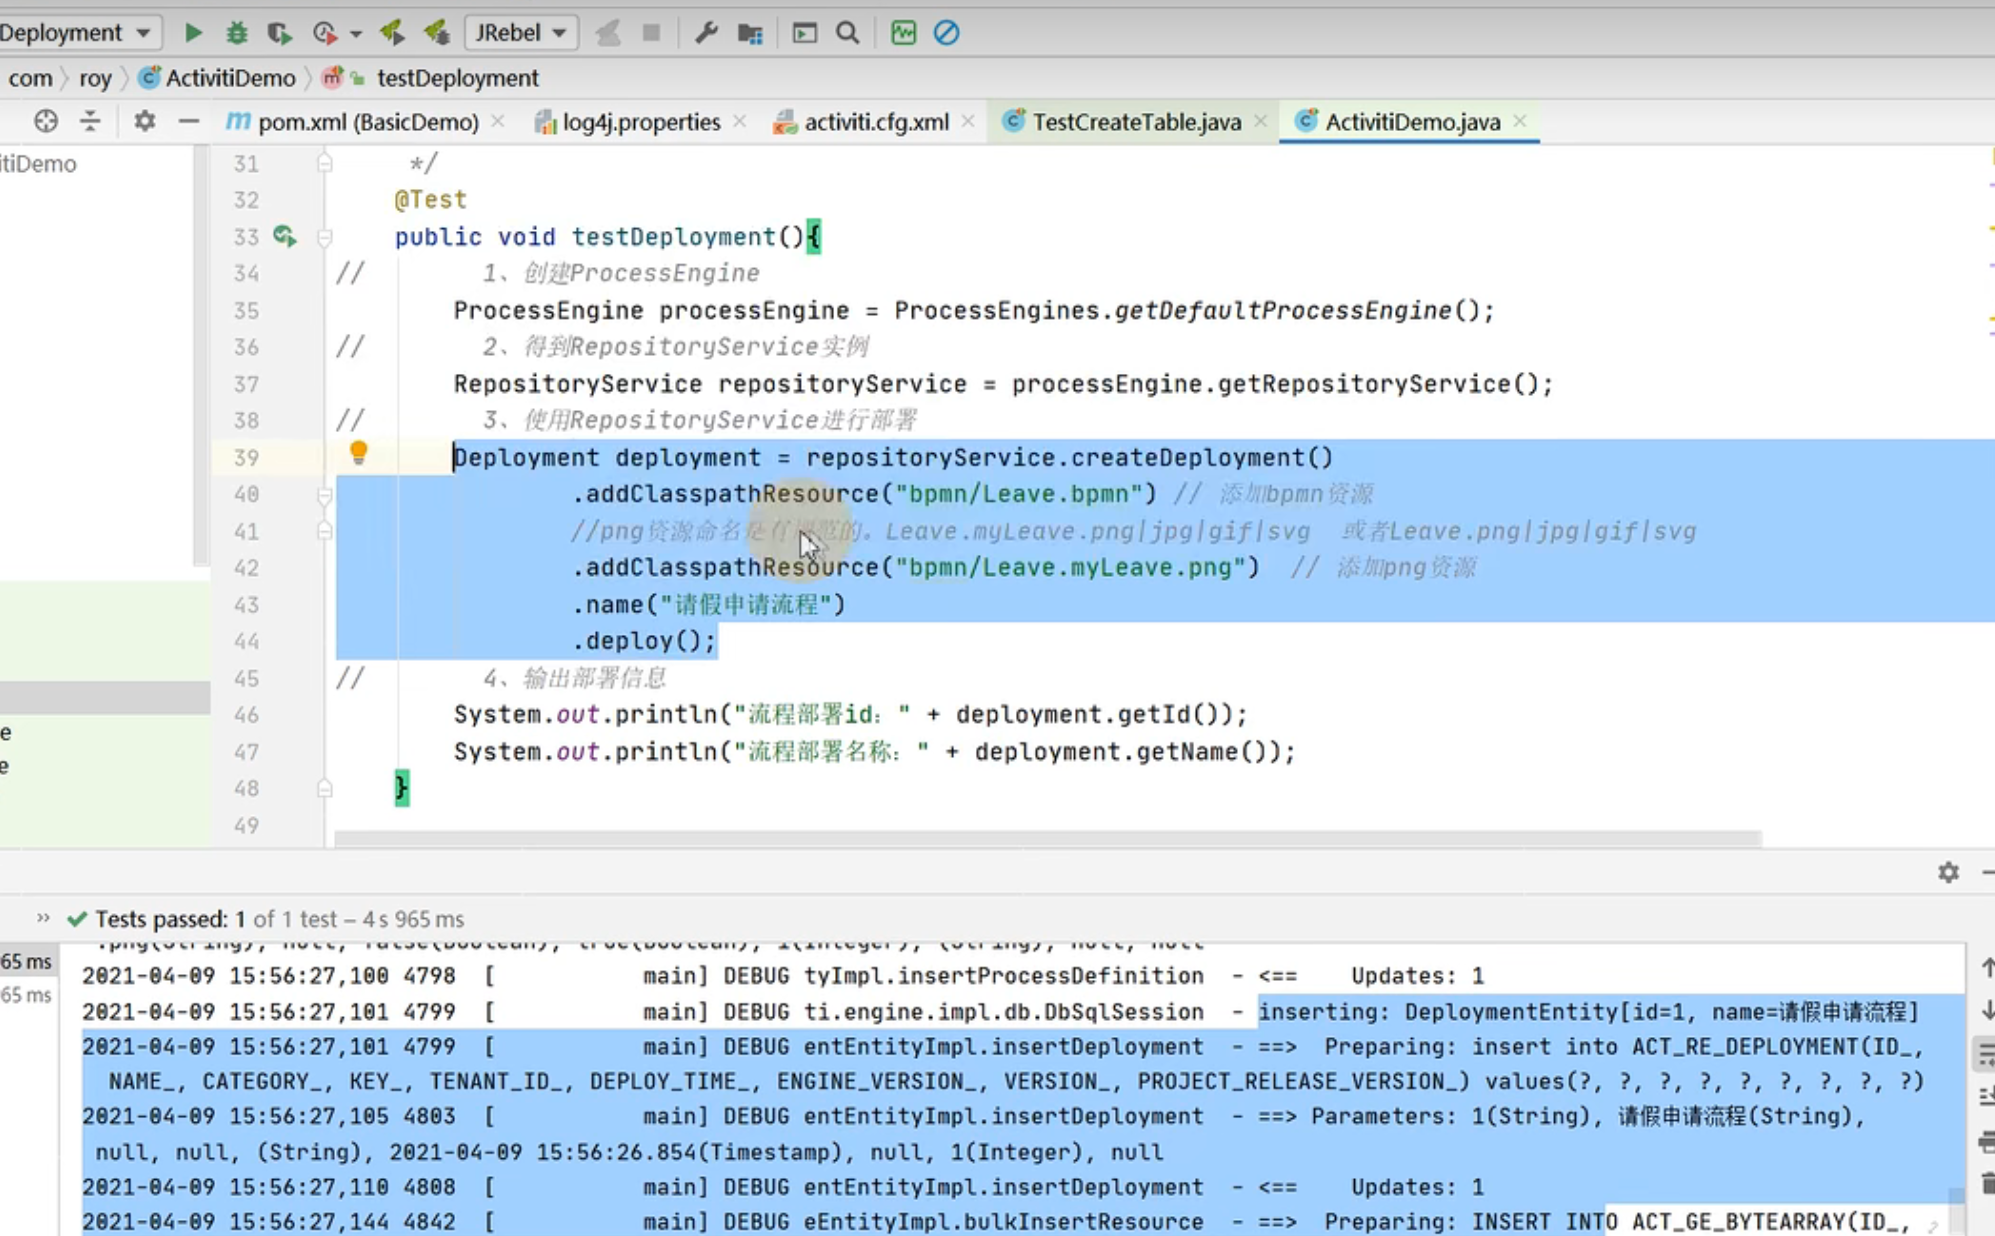 Deployment JRebel
com roy ActivitiDemo testDeployment
pom.xml (BasicDemo) log4j.properties activiti.cfg.xml TestCreateTable.java ActivitiDemo.java
itiDemo
31 */
32 @Test
33 public void testDeployment(){
34 // 1、创建ProcessEngine
35 ProcessEngine processEngine = ProcessEngines.getDefaultProcessEngine();
36 // 2、得到RepositoryService实例
37 RepositoryService repositoryService = processEngine.getRepositoryService();
38 // 3、使用RepositoryService进行部署
39 Deployment deployment = repositoryService.createDeployment()
40 .addClasspathResource("bpmn/Leave.bpmn") // 添加bpmn资源
41 //png资源命名是有规范的。Leave.myLeave.png|jpg|gif|svg 或者Leave.png|jpg|gif|svg
42 .addClasspathResource("bpmn/Leave.myLeave.png") // 添加png资源
43 .name("请假申请流程")
44 .deploy();
45 // 4、输出部署信息
46 System.out.println("流程部署id：" + deployment.getId());
47 System.out.println("流程部署名称：" + deployment.getName());
48 }
49
e
e
» Tests passed: 1 of 1 test – 4 s 965 ms
.png(String), null, false(Boolean), true(Boolean), 1(Integer), (String), null, null
65 ms
2021-04-09 15:56:27,100 4798 [ main] DEBUG tyImpl.insertProcessDefinition - <== Updates: 1
65 ms
2021-04-09 15:56:27,101 4799 [ main] DEBUG ti.engine.impl.db.DbSqlSession - inserting: DeploymentEntity[id=1, name=请假申请流程]
2021-04-09 15:56:27,101 4799 [ main] DEBUG entEntityImpl.insertDeployment - ==> Preparing: insert into ACT_RE_DEPLOYMENT(ID_,
NAME_, CATEGORY_, KEY_, TENANT_ID_, DEPLOY_TIME_, ENGINE_VERSION_, VERSION_, PROJECT_RELEASE_VERSION_) values(?, ?, ?, ?, ?, ?, ?, ?, ?)
2021-04-09 15:56:27,105 4803 [ main] DEBUG entEntityImpl.insertDeployment - ==> Parameters: 1(String), 请假申请流程(String),
null, null, (String), 2021-04-09 15:56:26.854(Timestamp), null, 1(Integer), null
2021-04-09 15:56:27,110 4808 [ main] DEBUG entEntityImpl.insertDeployment - <== Updates: 1
2021-04-09 15:56:27,144 4842 [ main] DEBUG eEntityImpl.bulkInsertResource - ==> Preparing: INSERT INTO ACT_GE_BYTEARRAY(ID_,